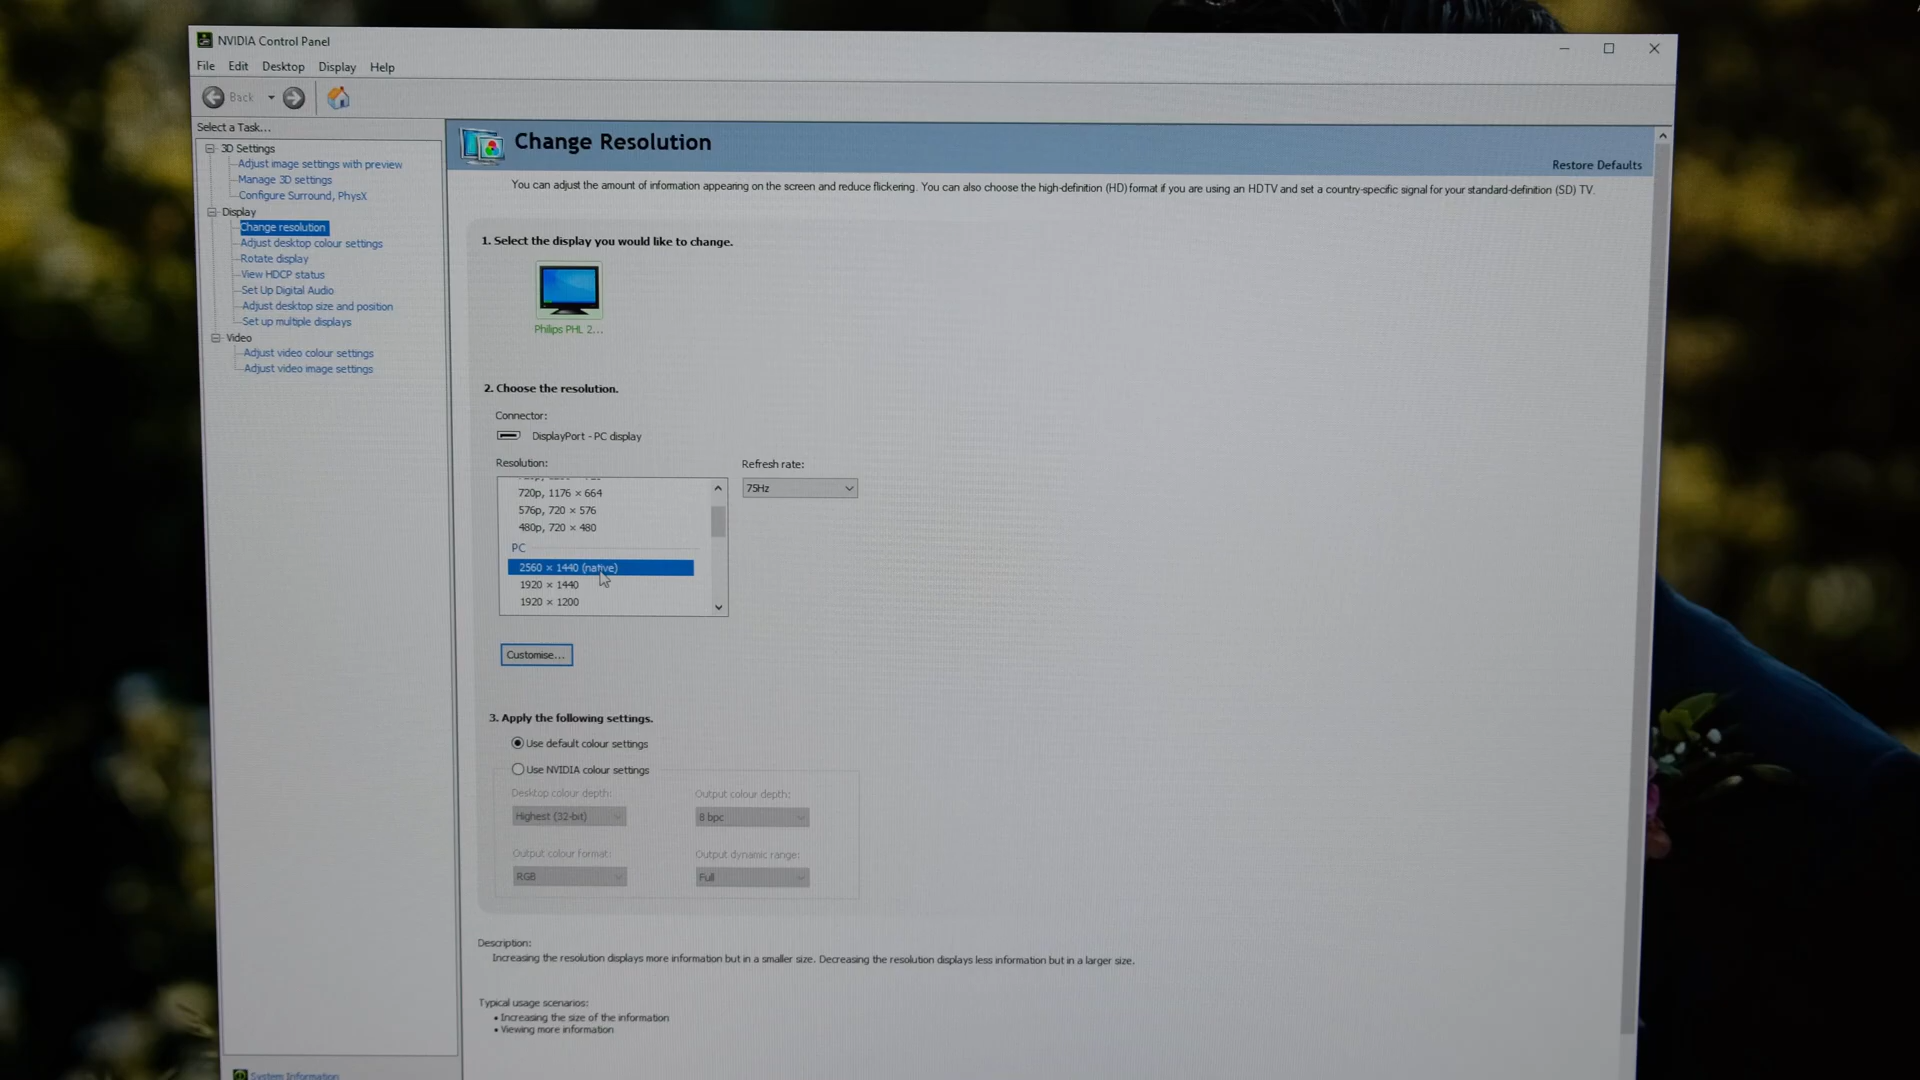 NVIDIA Control Panel
File Edit Desktop Display Help
Back
Select a Task...
3D Settings
Adjust image settings with preview
Manage 3D settings
Configure Surround, PhysX
Display
Change resolution
Adjust desktop colour settings
Rotate display
View HDCP status
Set Up Digital Audio
Adjust desktop size and position
Set up multiple displays
Video
Adjust video colour settings
Adjust video image settings
System Information
Change Resolution
Restore Defaults
You can adjust the amount of information appearing on the screen and reduce flickering. You can also choose the high-definition (HD) format if you are using an HDTV and set a country-specific signal for your standard-definition (SD) TV.
1. Select the display you would like to change.
Philips PHL 2...
2. Choose the resolution.
Connector:
DisplayPort - PC display
Resolution:
Refresh rate:
75Hz
720p, 1176 × 664
576p, 720 × 576
480p, 720 × 480
PC
2560 × 1440 (native)
1920 × 1440
1920 × 1200
Customise...
3. Apply the following settings.
Use default colour settings
Use NVIDIA colour settings
Desktop colour depth:
Output colour depth:
Highest (32-bit)
8 bpc
Output colour format:
Output dynamic range:
RGB
Full
Description:
Increasing the resolution displays more information but in a smaller size. Decreasing the resolution displays less information but in a larger size.
Typical usage scenarios:
• Increasing the size of the information
• Viewing more information